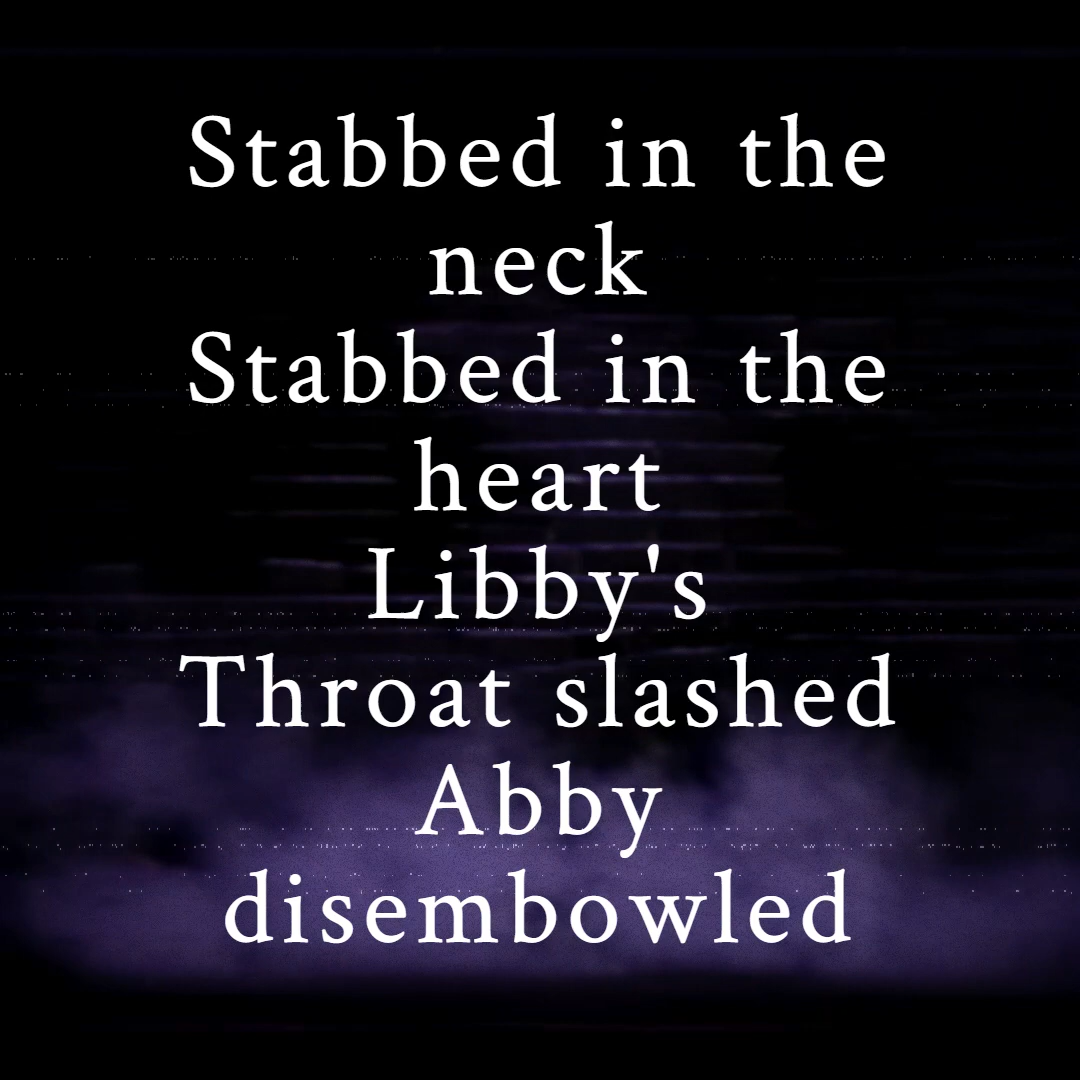 Stabbed in the
neck
Stabbed in the
heart
Libby's
Throat slashed
Abby
disembowled